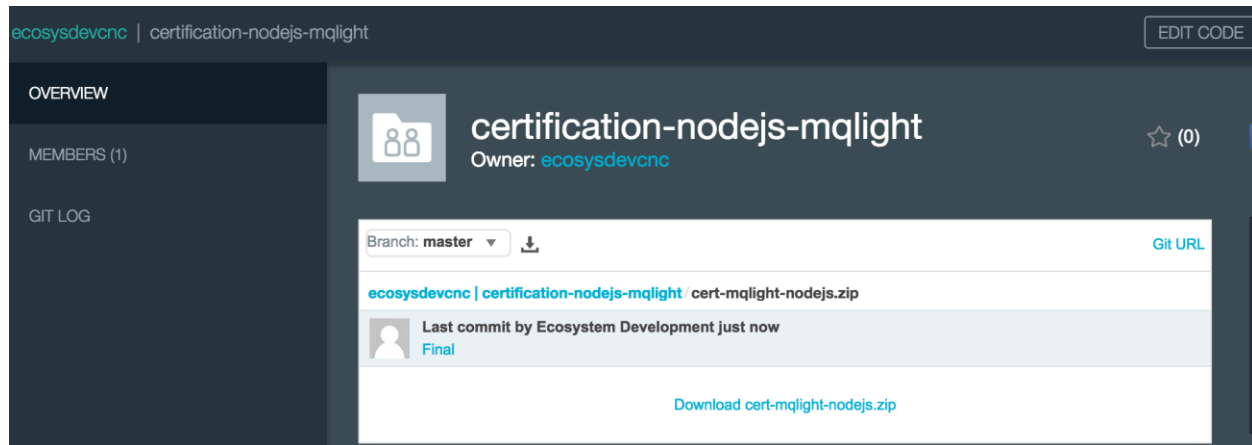 ecosysdevcnc | certification-nodejs-mqlight
EDIT CODE
OVERVIEW
MEMBERS (1)
GIT LOG
certification-nodejs-mqlight
Owner: ecosysdevcnc
(0)
Branch: master
Git URL
ecosysdevcnc | certification-nodejs-mqlight / cert-mqlight-nodejs.zip
Last commit by Ecosystem Development just now
Final
Download cert-mqlight-nodejs.zip